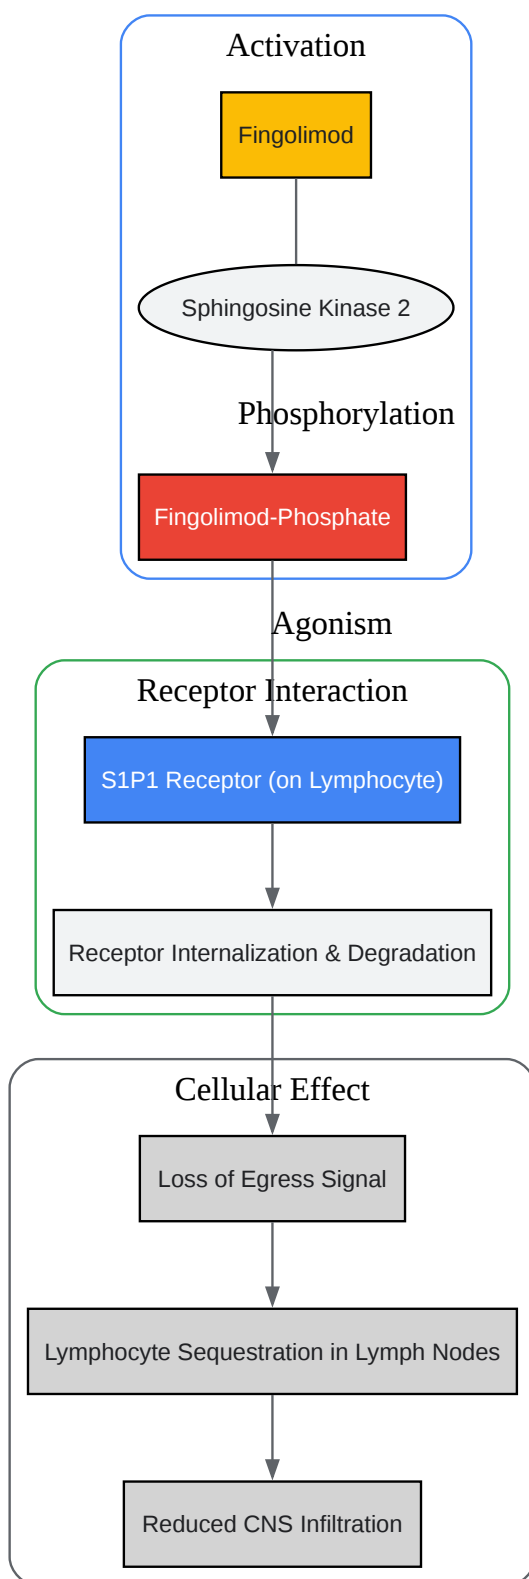 Activation
Fingolimod
Sphingosine Kinase 2
Phosphorylation
Fingolimod-Phosphate
Agonism
Receptor Interaction
S1P1 Receptor (on Lymphocyte)
Receptor Internalization & Degradation
Cellular Effect
Loss of Egress Signal
Lymphocyte Sequestration in Lymph Nodes
Reduced CNS Infiltration